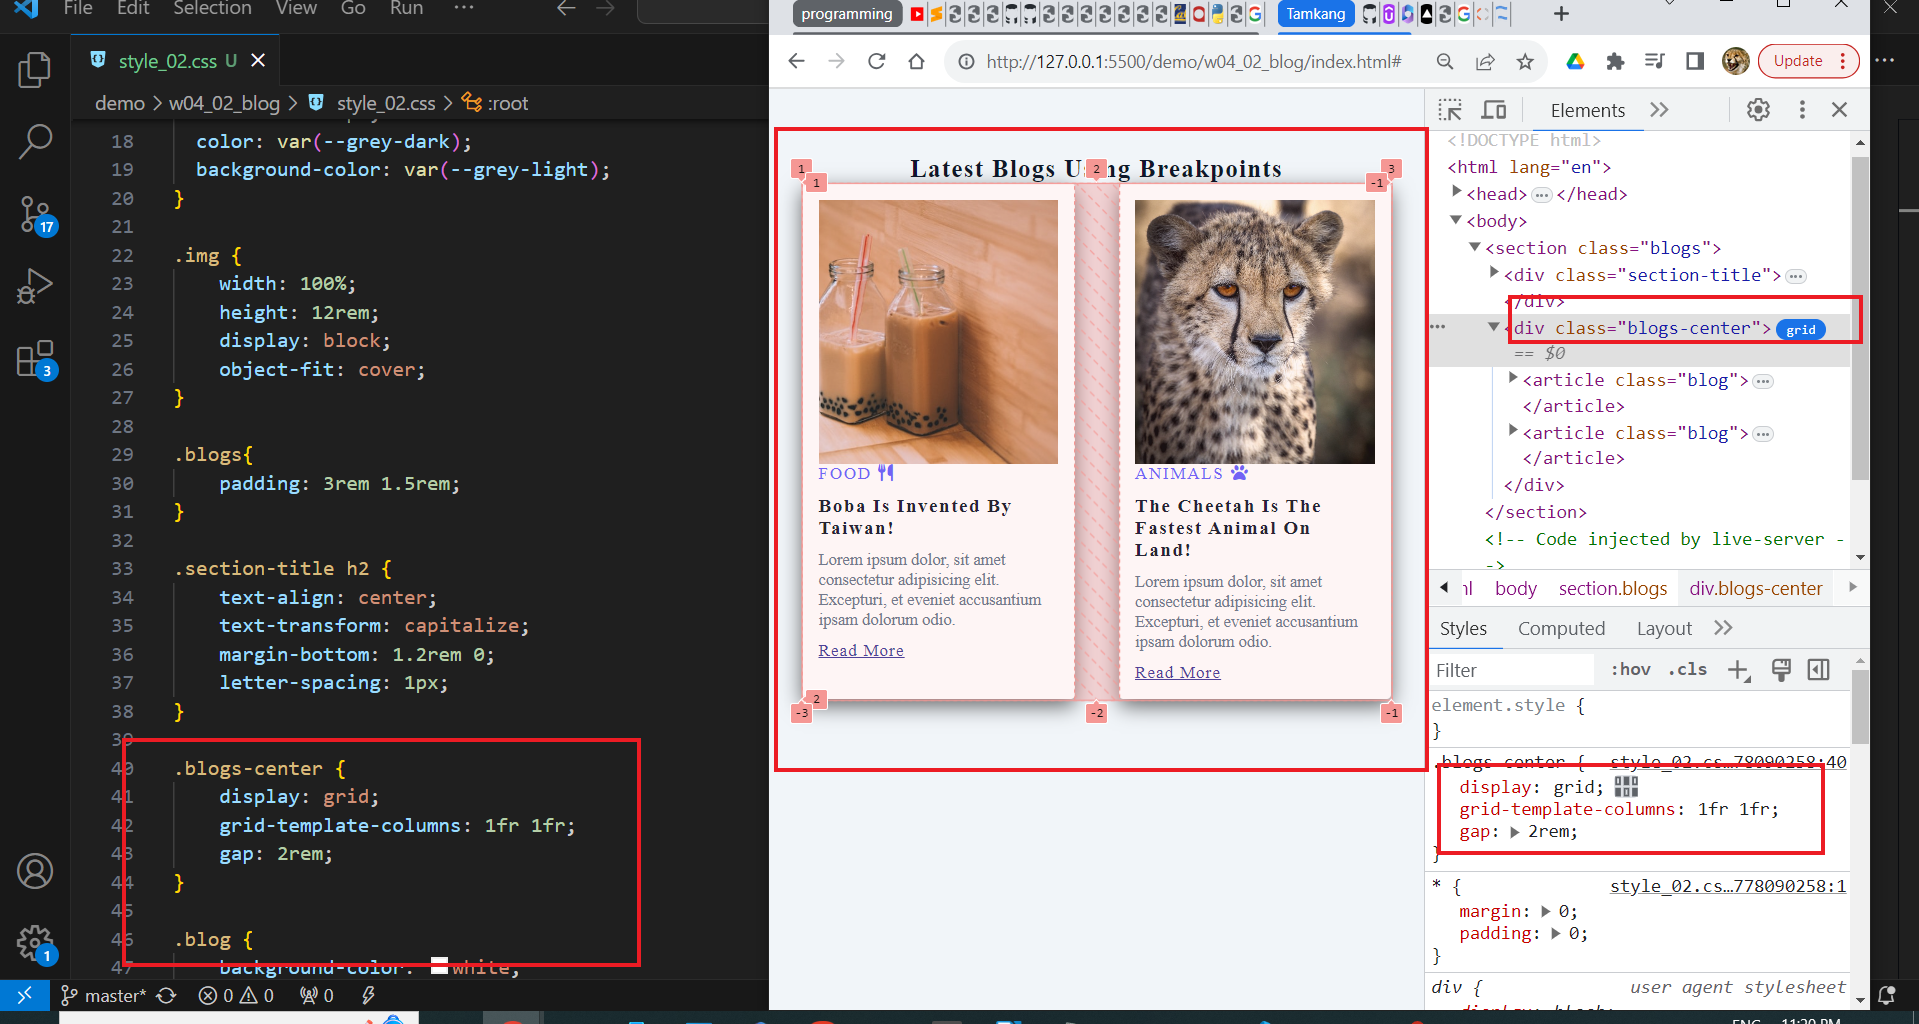 File Edit Selection View Go Run ···
style_02.css U ×
demo > w04_02_blog > style_02.css > :root
18 color: var(--grey-dark);
19 background-color: var(--grey-light);
20 }
21
22 .img {
23 width: 100%;
24 height: 12rem;
25 display: block;
26 object-fit: cover;
27 }
28
29 .blogs{
30 padding: 3rem 1.5rem;
31 }
32
33 .section-title h2 {
34 text-align: center;
35 text-transform: capitalize;
36 margin-bottom: 1.2rem 0;
37 letter-spacing: 1px;
38 }
39
40 .blogs-center {
41 display: grid;
42 grid-template-columns: 1fr 1fr;
43 gap: 2rem;
44 }
45
46 .blog {
47 background-color: white;
17
3
1
master* 0 0 0
programming
Tamkang
http://127.0.0.1:5500/demo/w04_02_blog/index.html#
Update
Latest Blogs Using Breakpoints
1 2 3
1 -1
FOOD
Boba Is Invented By
Taiwan!
Lorem ipsum dolor, sit amet
consectetur adipisicing elit.
Excepturi, et eveniet accusantium
ipsam dolorum odio.
Read More
ANIMALS
The Cheetah Is The
Fastest Animal On
Land!
Lorem ipsum dolor, sit amet
consectetur adipisicing elit.
Excepturi, et eveniet accusantium
ipsam dolorum odio.
Read More
2
-3 -2 -1
Elements
<!DOCTYPE html>
<html lang="en">
<head>···</head>
<body>
<section class="blogs">
<div class="section-title">···
</div>
<div class="blogs-center"> grid
== $0
<article class="blog">···
</article>
<article class="blog">···
</article>
</div>
</section>
<!-- Code injected by live-server -
->
body section.blogs div.blogs-center
Styles Computed Layout
Filter :hov .cls
element.style {
}
.blogs-center { style_02.cs…78090258:40
display: grid;
grid-template-columns: 1fr 1fr;
gap: 2rem;
}
* { style_02.cs…778090258:1
margin: 0;
padding: 0;
}
div { user agent stylesheet
display: block;
ENG 11:20 PM